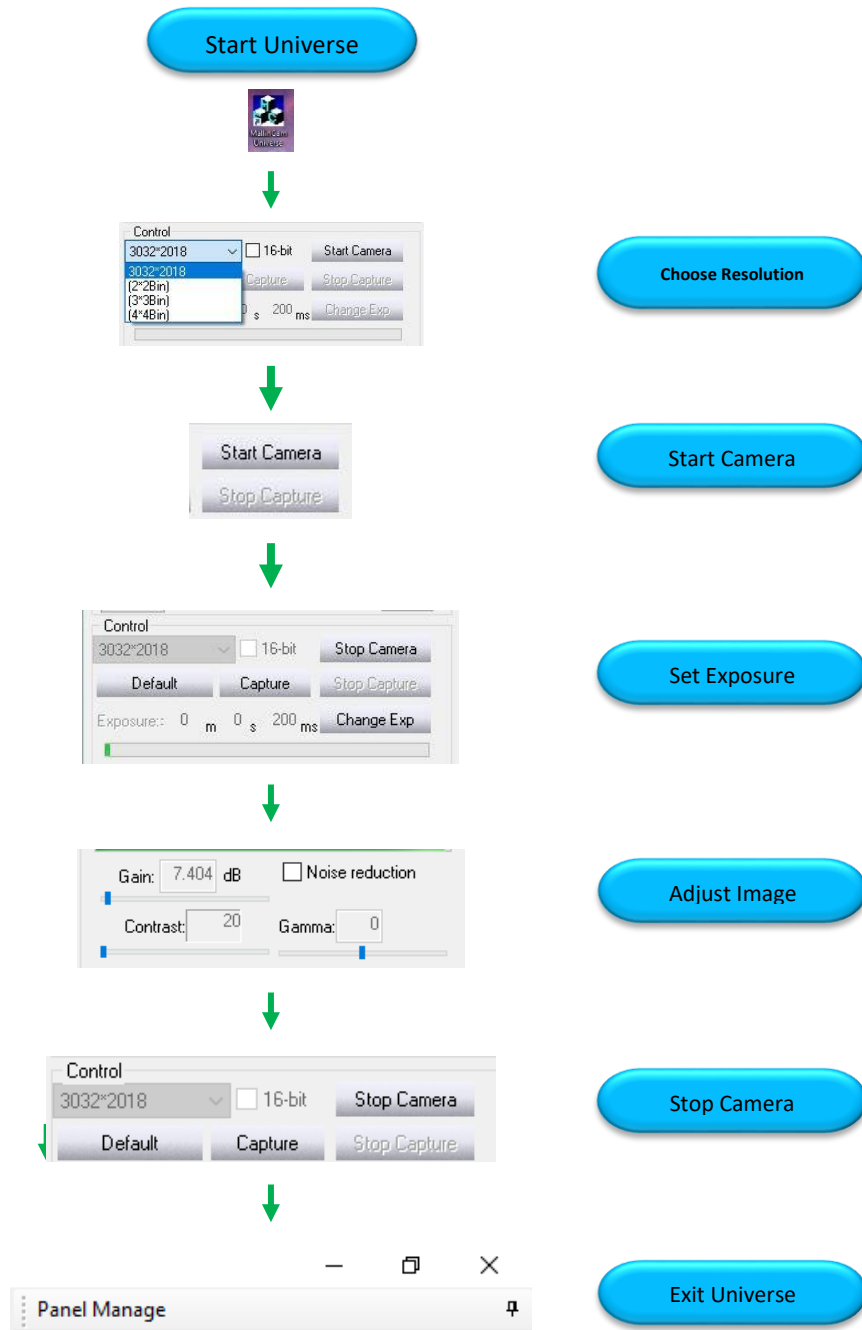 Start Universe
MallinCam
Universe
Control
3032*2018 16-bit Start Camera
3032*2018 Capture Stop Capture
(2*2Bin)
(3*3Bin) s 200 ms Change Exp
(4*4Bin)
Choose Resolution
Start Camera
Stop Capture
Start Camera
Control
3032*2018 16-bit Stop Camera
Default Capture Stop Capture
Exposure:: 0 m 0 s 200 ms Change Exp
Set Exposure
Gain: 7.404 dB Noise reduction
Contrast: 20 Gamma: 0
Adjust Image
Control
3032*2018 16-bit Stop Camera
Default Capture Stop Capture
Stop Camera
Panel Manage
Exit Universe